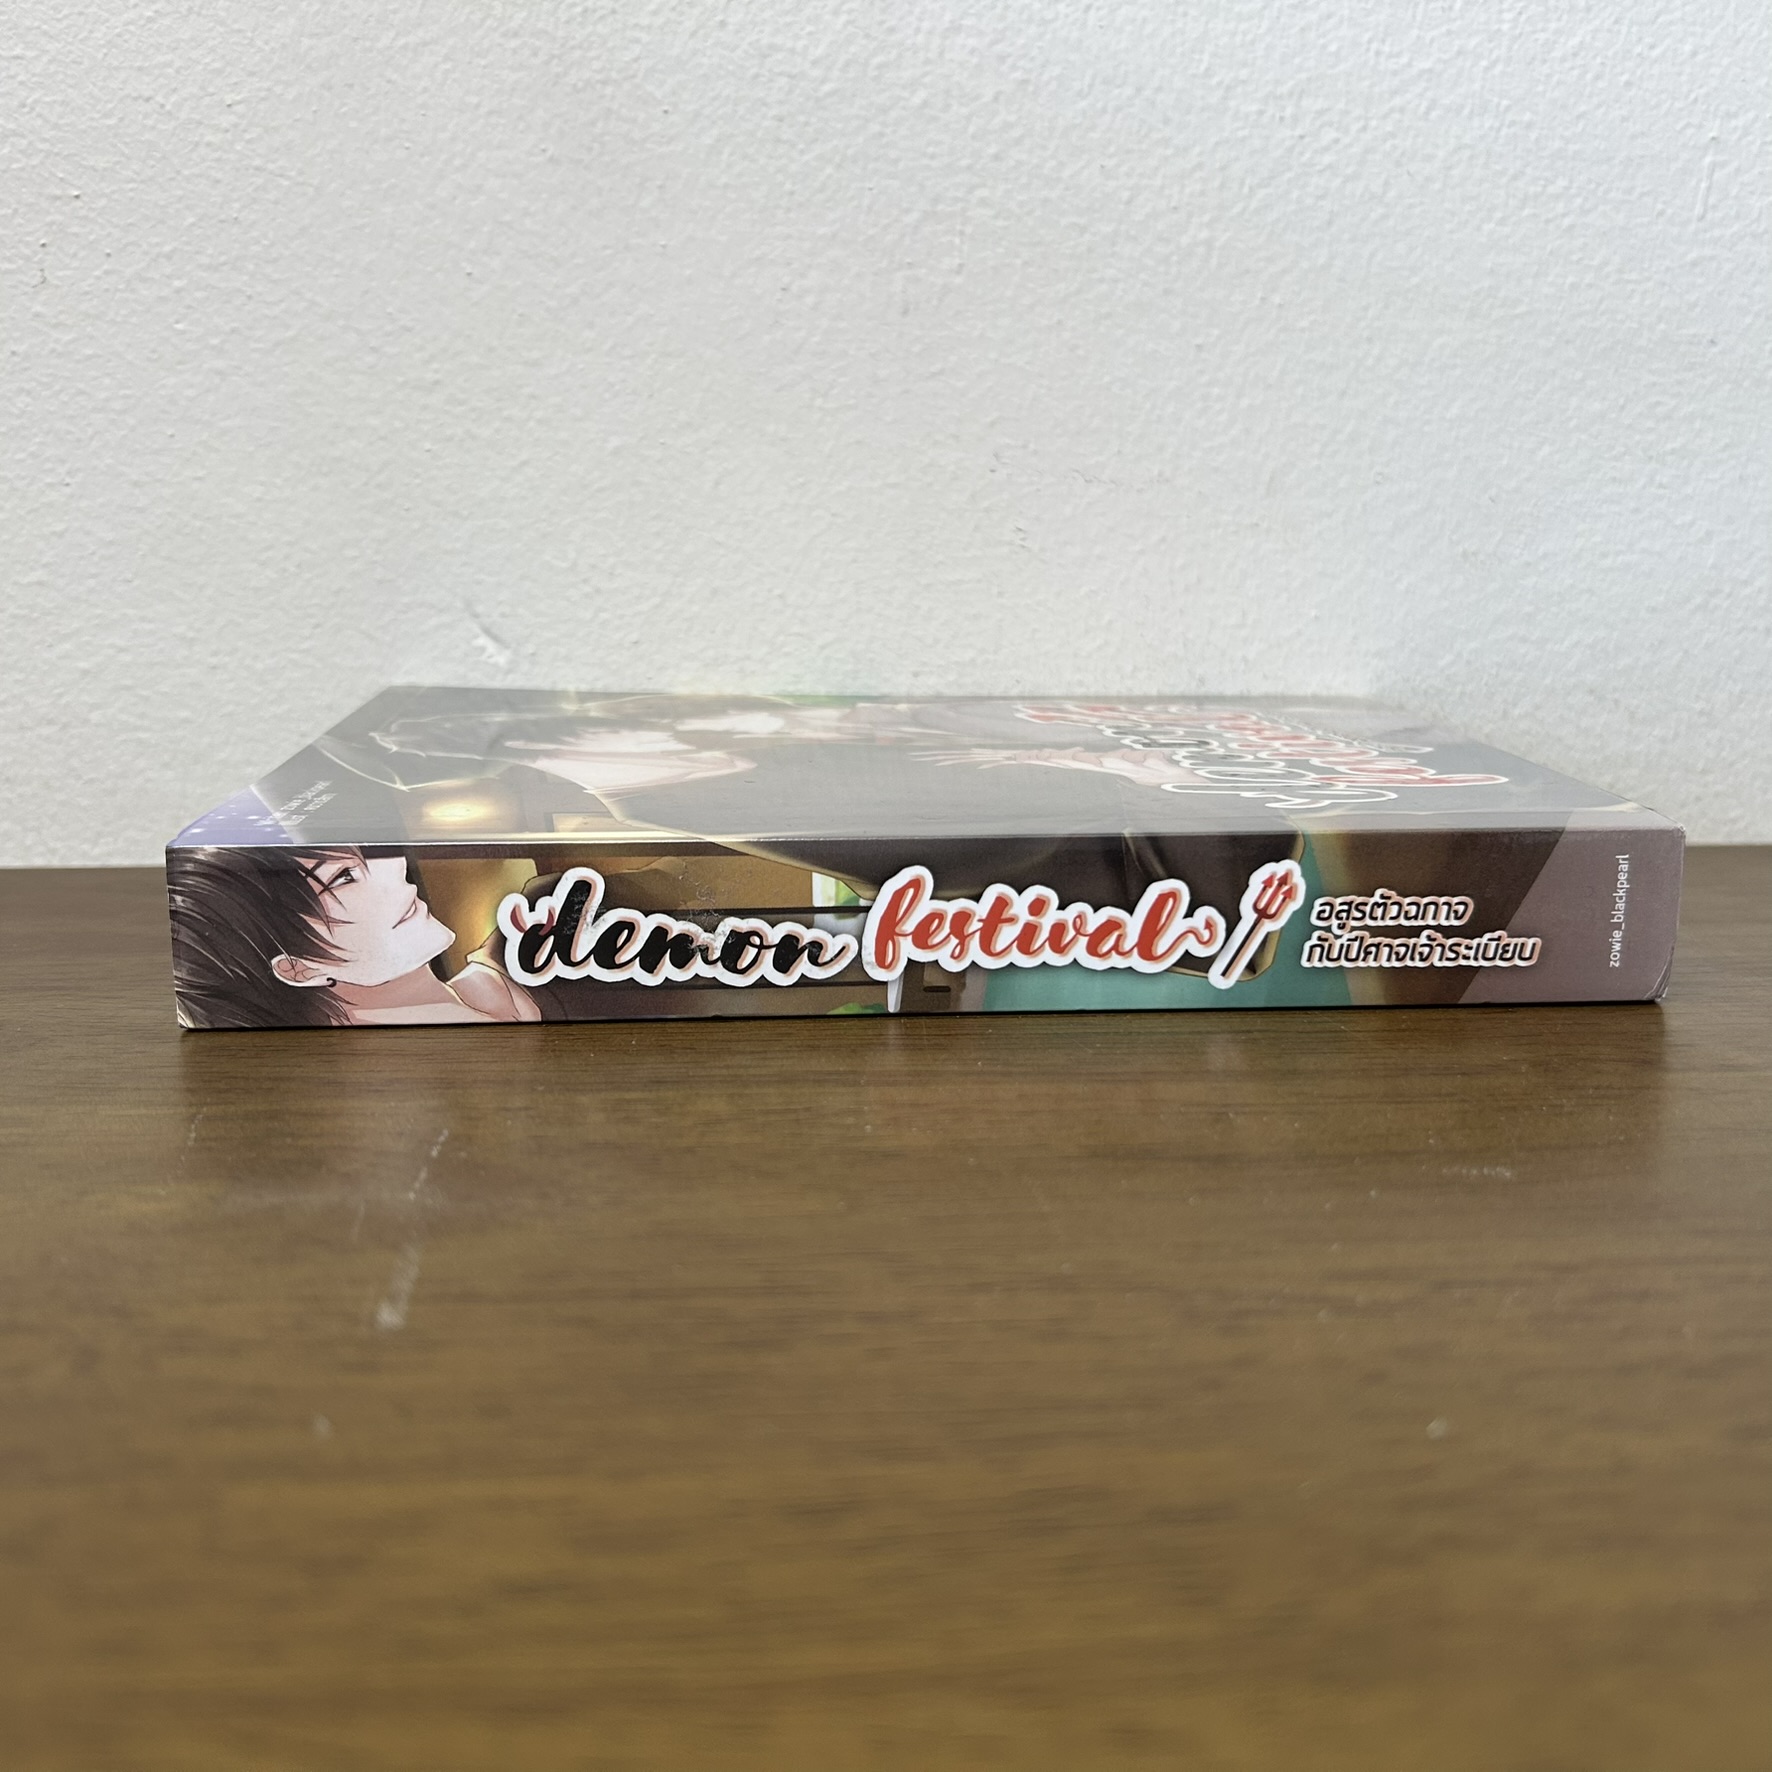 demon festival
อสูรตัวฉกาจ
กับปีศาจเจ้าระเบียบ
zowie_blackpearl